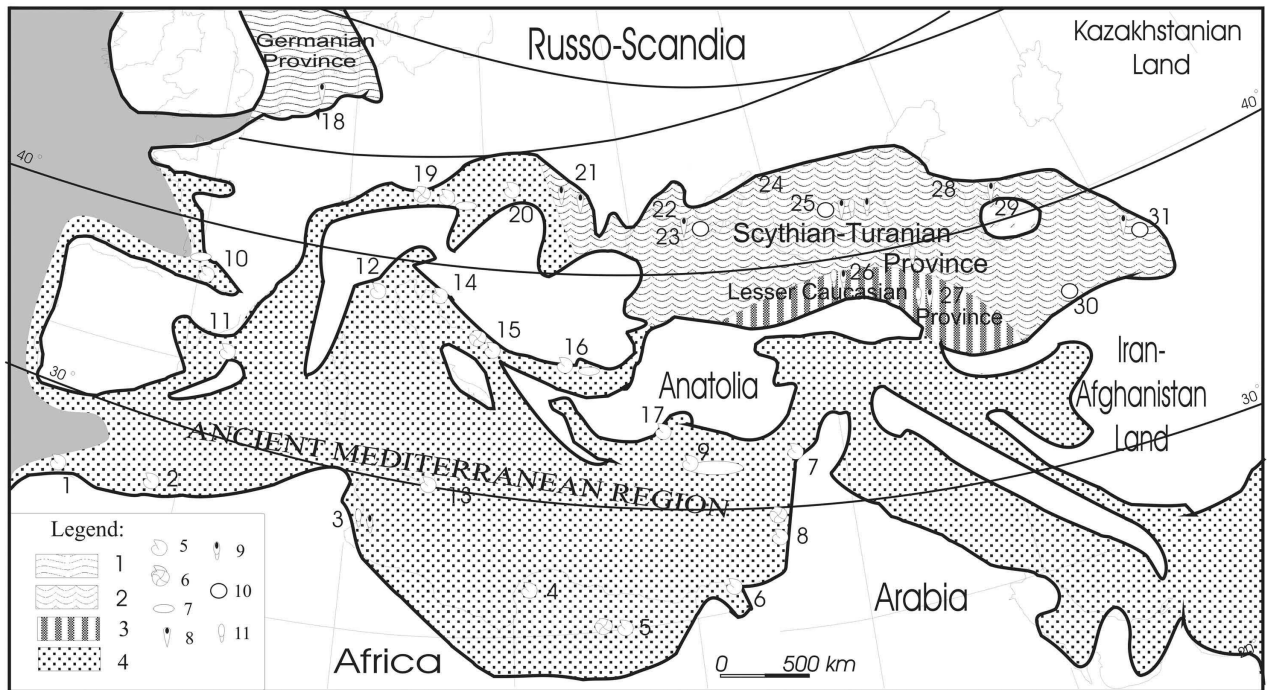 Germanian
Province
Russo-Scandia
Kazakhstanian
Land
18
40°
40°
19
21
20
24
22
23
25
28
29
31
Scythian-Turanian
Province
26
Lesser Caucasian
27
Province
30
10
12
14
11
15
16
30°
Anatolia
Iran-
Afghanistan
Land
30°
17
ANCIENT MEDITERRANEAN REGION
9
7
1
2
13
3
8
4
6
5
Arabia
Africa
0 500 km
20°
Legend:
1
2
3
4
5
6
7
8
9
10
11